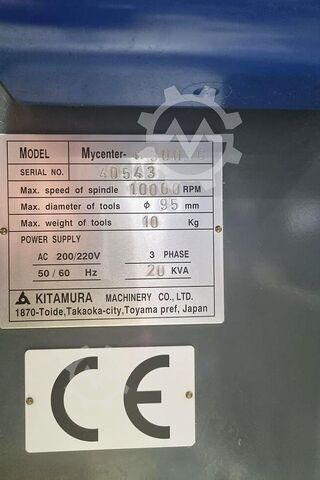 MODEL Mycenter-
SERIAL NO. 40543
Max. speed of spindle 10000 RPM
Max. diameter of tools ϕ 95 mm
Max. weight of tools 10 Kg
POWER SUPPLY
AC 200/220V 3 PHASE
50/60 Hz 20 KVA
KITAMURA MACHINERY CO., LTD.
1870-Toide,Takaoka-city,Toyama pref, Japan
CE